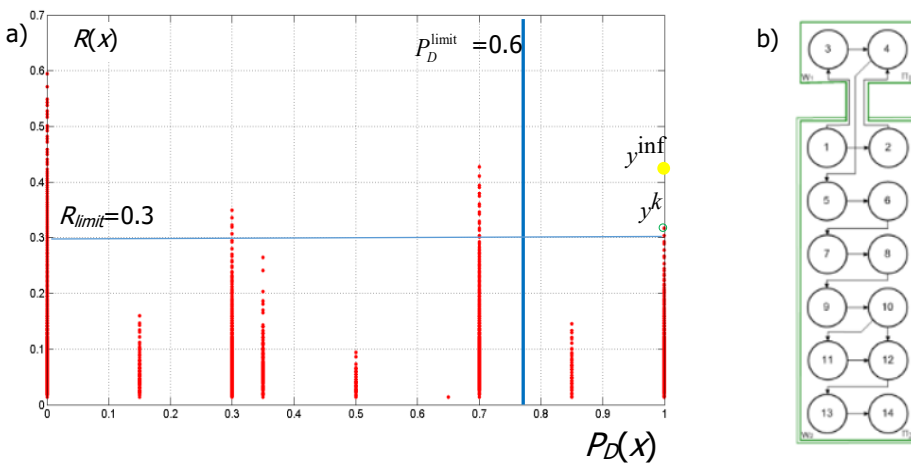 a)
R(x)
P_D^limit =0.6
b)
0.7
0.6
0.5
0.4
0.3
0.2
0.1
0
R_limit=0.3
y^inf
y^k
0 0.1 0.2 0.3 0.4 0.5 0.6 0.7 0.8 0.9 1
P_D(x)
3 4
W₁
1 2
5 6
7 8
9 10
11 12
13 14
W₂